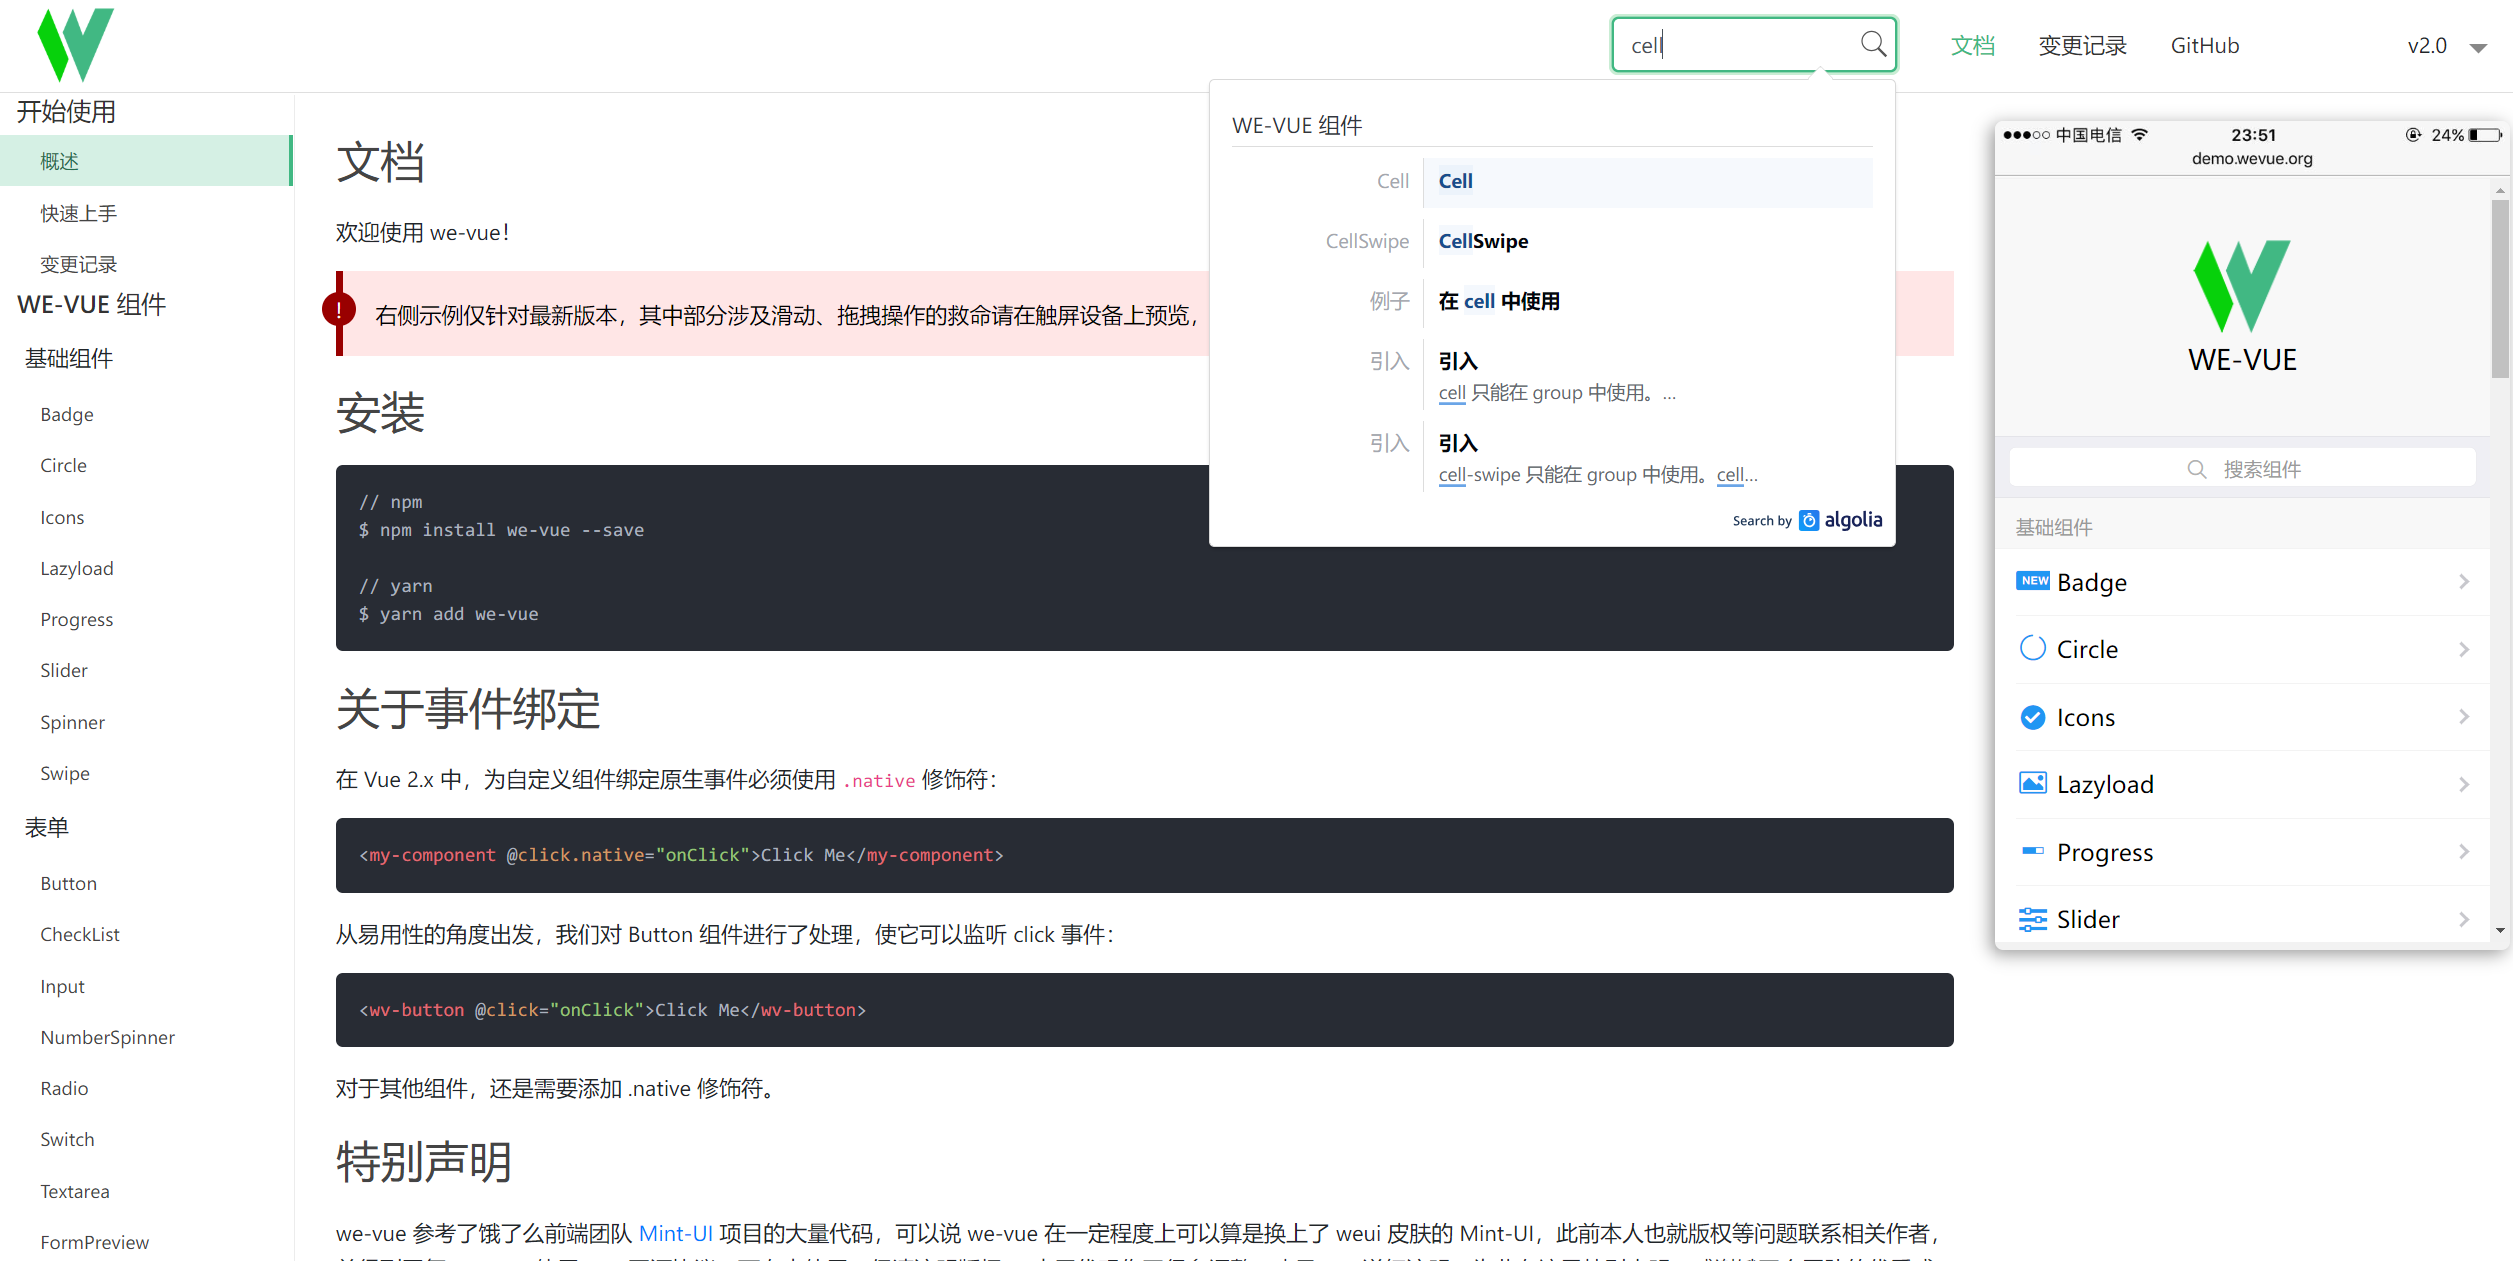 cell
文档
变更记录
GitHub
v2.0
开始使用
概述
快速上手
变更记录
WE-VUE 组件
基础组件
Badge
Circle
Icons
Lazyload
Progress
Slider
Spinner
Swipe
表单
Button
CheckList
Input
NumberSpinner
Radio
Switch
Textarea
FormPreview
文档
欢迎使用 we-vue！
! 右侧示例仅针对最新版本，其中部分涉及滑动、拖拽操作的救命请在触屏设备上预览，
安装
// npm
$ npm install we-vue --save
// yarn
$ yarn add we-vue
关于事件绑定
在 Vue 2.x 中，为自定义组件绑定原生事件必须使用 .native 修饰符：
<my-component @click.native="onClick">Click Me</my-component>
从易用性的角度出发，我们对 Button 组件进行了处理，使它可以监听 click 事件：
<wv-button @click="onClick">Click Me</wv-button>
对于其他组件，还是需要添加 .native 修饰符。
特别声明
we-vue 参考了饿了么前端团队 Mint-UI 项目的大量代码，可以说 we-vue 在一定程度上可以算是换上了 weui 皮肤的 Mint-UI，此前本人也就版权等问题联系相关作者，
WE-VUE 组件
Cell Cell
CellSwipe CellSwipe
例子 在 cell 中使用
引入 引入
cell 只能在 group 中使用。...
引入 引入
cell-swipe 只能在 group 中使用。cell...
Search by algolia
中国电信 23:51 24%
demo.wevue.org
WE-VUE
搜索组件
基础组件
NEW Badge
Circle
Icons
Lazyload
Progress
Slider